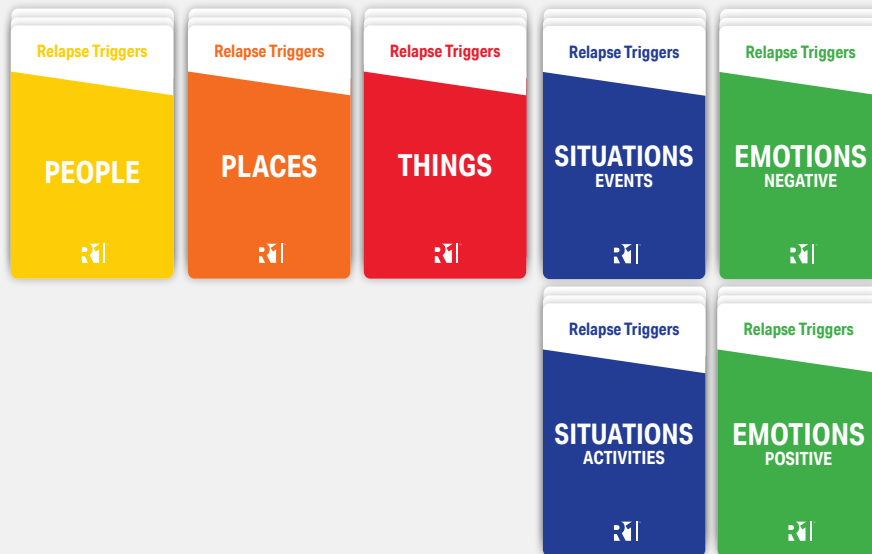 Relapse Triggers
PEOPLE
Relapse Triggers
PLACES
Relapse Triggers
THINGS
Relapse Triggers
SITUATIONS
EVENTS
Relapse Triggers
EMOTIONS
NEGATIVE
Relapse Triggers
SITUATIONS
ACTIVITIES
Relapse Triggers
EMOTIONS
POSITIVE